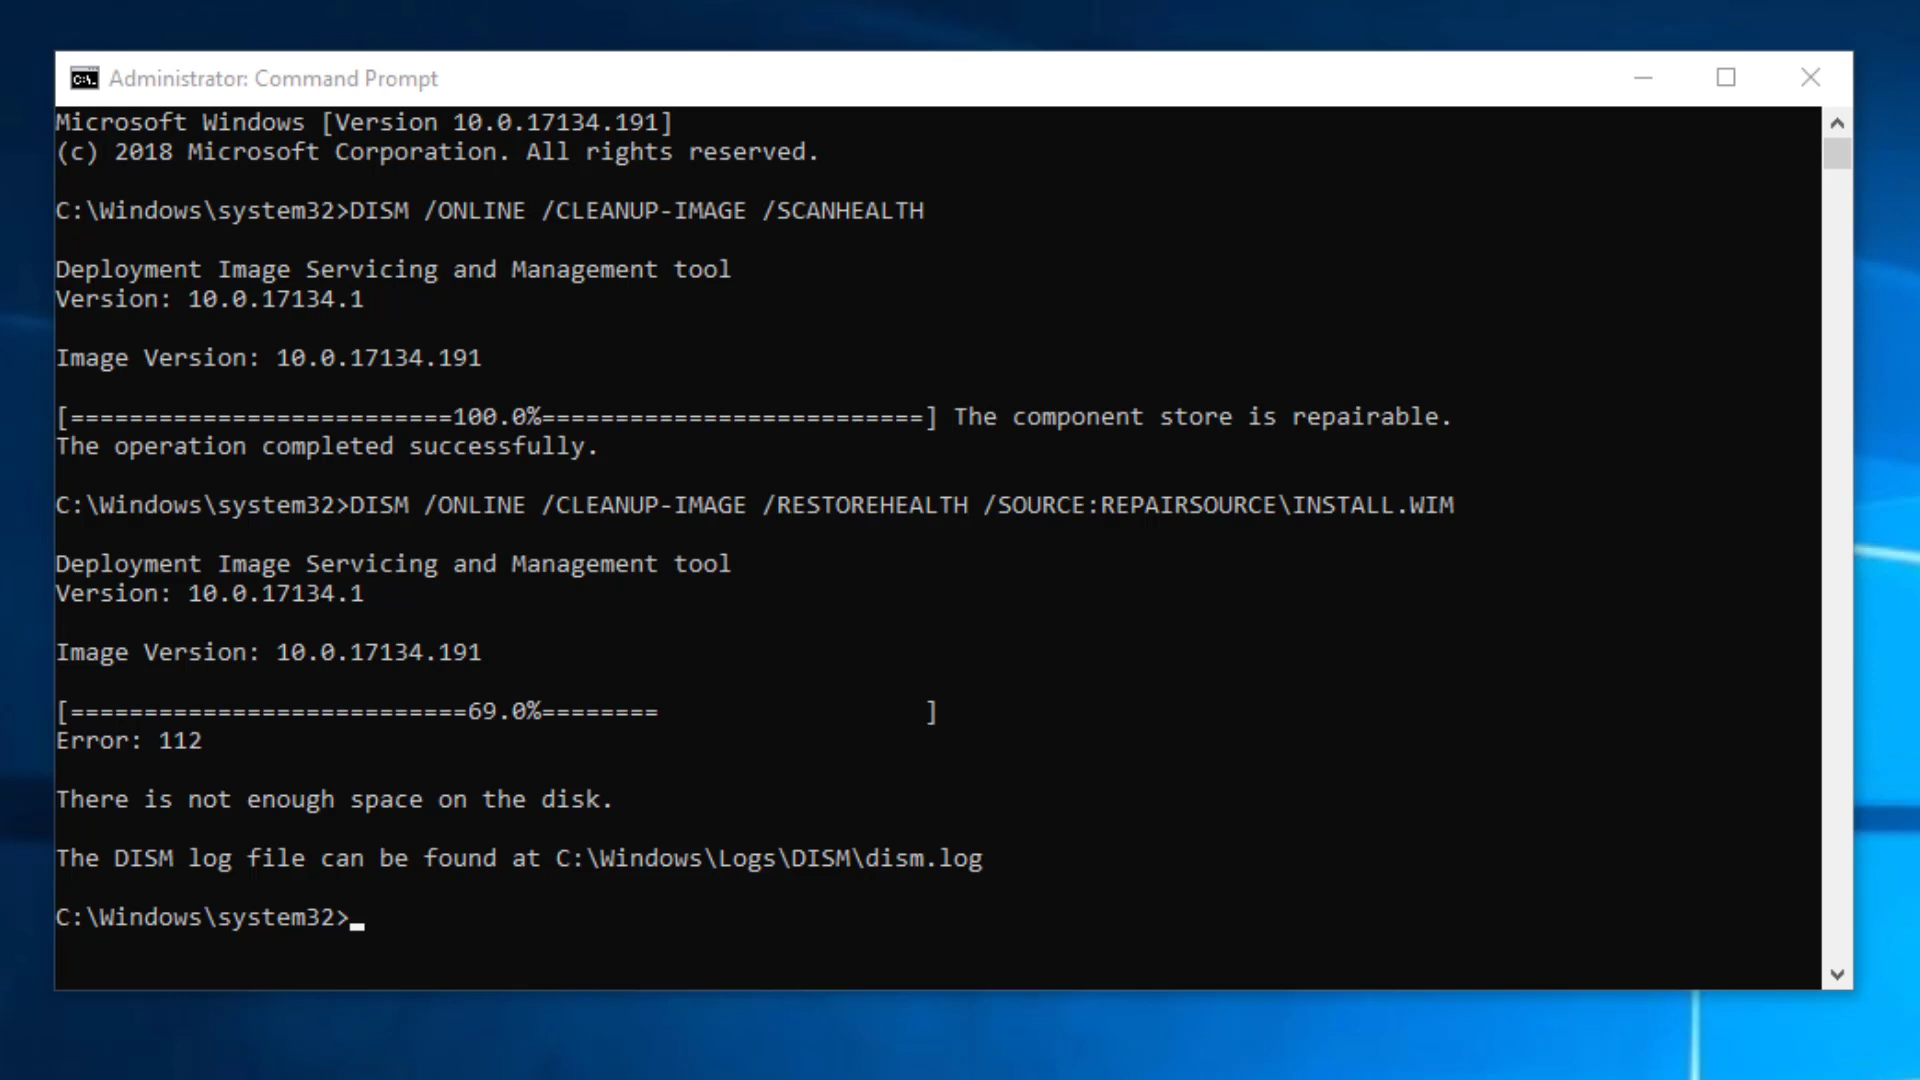 Administrator: Command Prompt
Microsoft Windows [Version 10.0.17134.191]
(c) 2018 Microsoft Corporation. All rights reserved.
C:\Windows\system32>DISM /ONLINE /CLEANUP-IMAGE /SCANHEALTH
Deployment Image Servicing and Management tool
Version: 10.0.17134.1
Image Version: 10.0.17134.191
[==========================100.0%==========================] The component store is repairable.
The operation completed successfully.
C:\Windows\system32>DISM /ONLINE /CLEANUP-IMAGE /RESTOREHEALTH /SOURCE:REPAIRSOURCE\INSTALL.WIM
Deployment Image Servicing and Management tool
Version: 10.0.17134.1
Image Version: 10.0.17134.191
[===========================69.0%========                  ]
Error: 112
There is not enough space on the disk.
The DISM log file can be found at C:\Windows\Logs\DISM\dism.log
C:\Windows\system32>